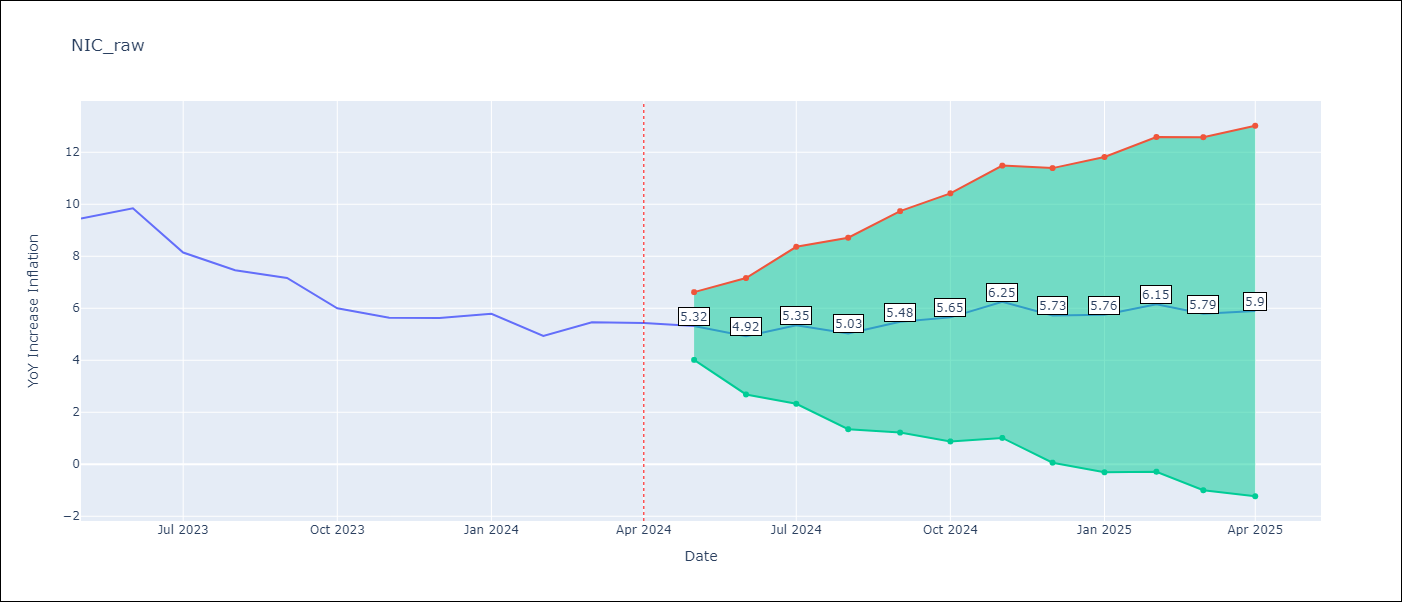 NIC_raw
YoY Increase Inflation
12
10
8
6
4
2
0
−2
5.32
4.92
5.35
5.03
5.48
5.65
6.25
5.73
5.76
6.15
5.79
5.9
Jul 2023
Oct 2023
Jan 2024
Apr 2024
Jul 2024
Oct 2024
Jan 2025
Apr 2025
Date